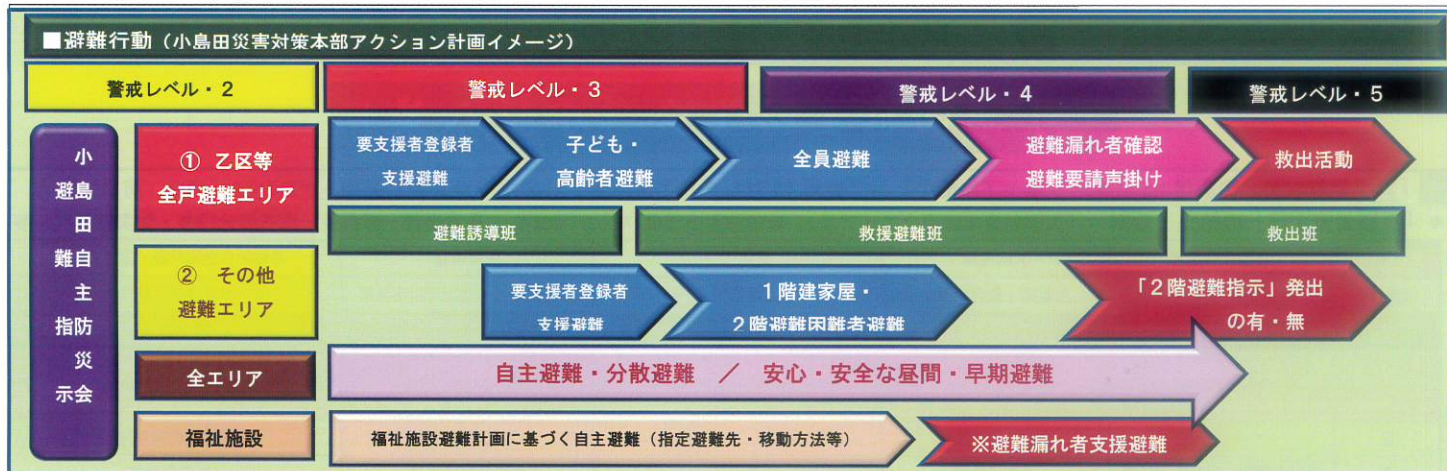 ■避難行動（小島田災害対策本部アクション計画イメージ）
警戒レベル・2
警戒レベル・3
警戒レベル・4
警戒レベル・5
小島田自主防災会
避難指示
① 乙区等
全戸避難エリア
要支援者登録者
支援避難
子ども・
高齢者避難
全員避難
避難漏れ者確認
避難要請声掛け
救出活動
避難誘導班
救援避難班
救出班
② その他
避難エリア
要支援者登録者
支援避難
1階建家屋・
2階避難困難者避難
「2階避難指示」発出
の有・無
全エリア
自主避難・分散避難 ／ 安心・安全な昼間・早期避難
福祉施設
福祉施設避難計画に基づく自主避難（指定避難先・移動方法等）
※避難漏れ者支援避難